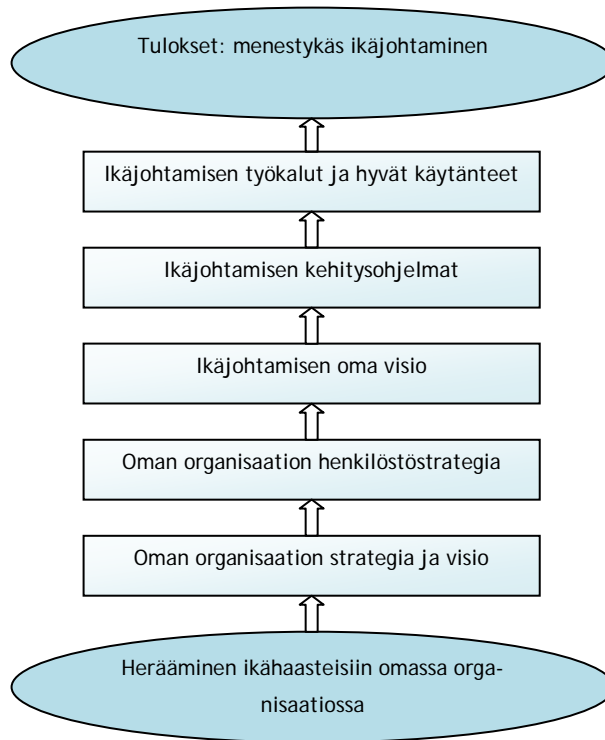 Tulokset: menestykäs ikäjohtaminen
Ikäjohtamisen työkalut ja hyvät käytänteet
Ikäjohtamisen kehitysohjelmat
Ikäjohtamisen oma visio
Oman organisaation henkilöstöstrategia
Oman organisaation strategia ja visio
Herääminen ikähaasteisiin omassa orga-
nisaatiossa